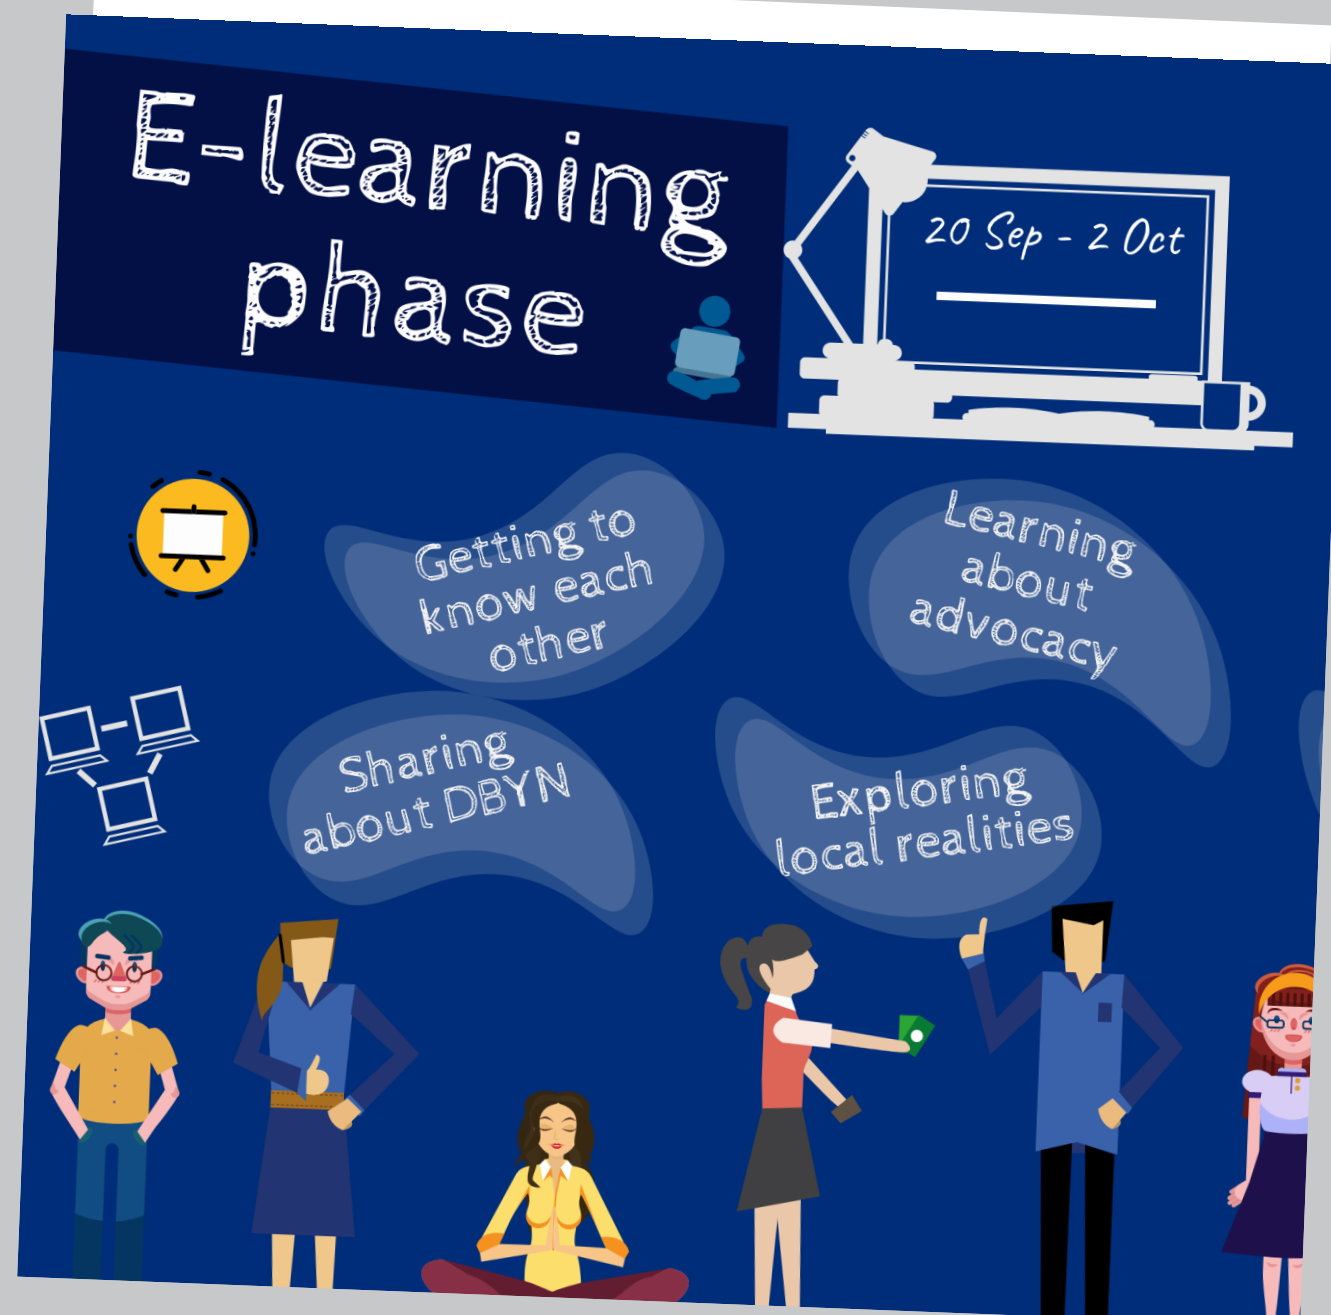 E-learning
phase
20 Sep - 2 Oct
Getting to
know each
other
Learning
about
advocacy
Sharing
about DBYN
Exploring
local realities